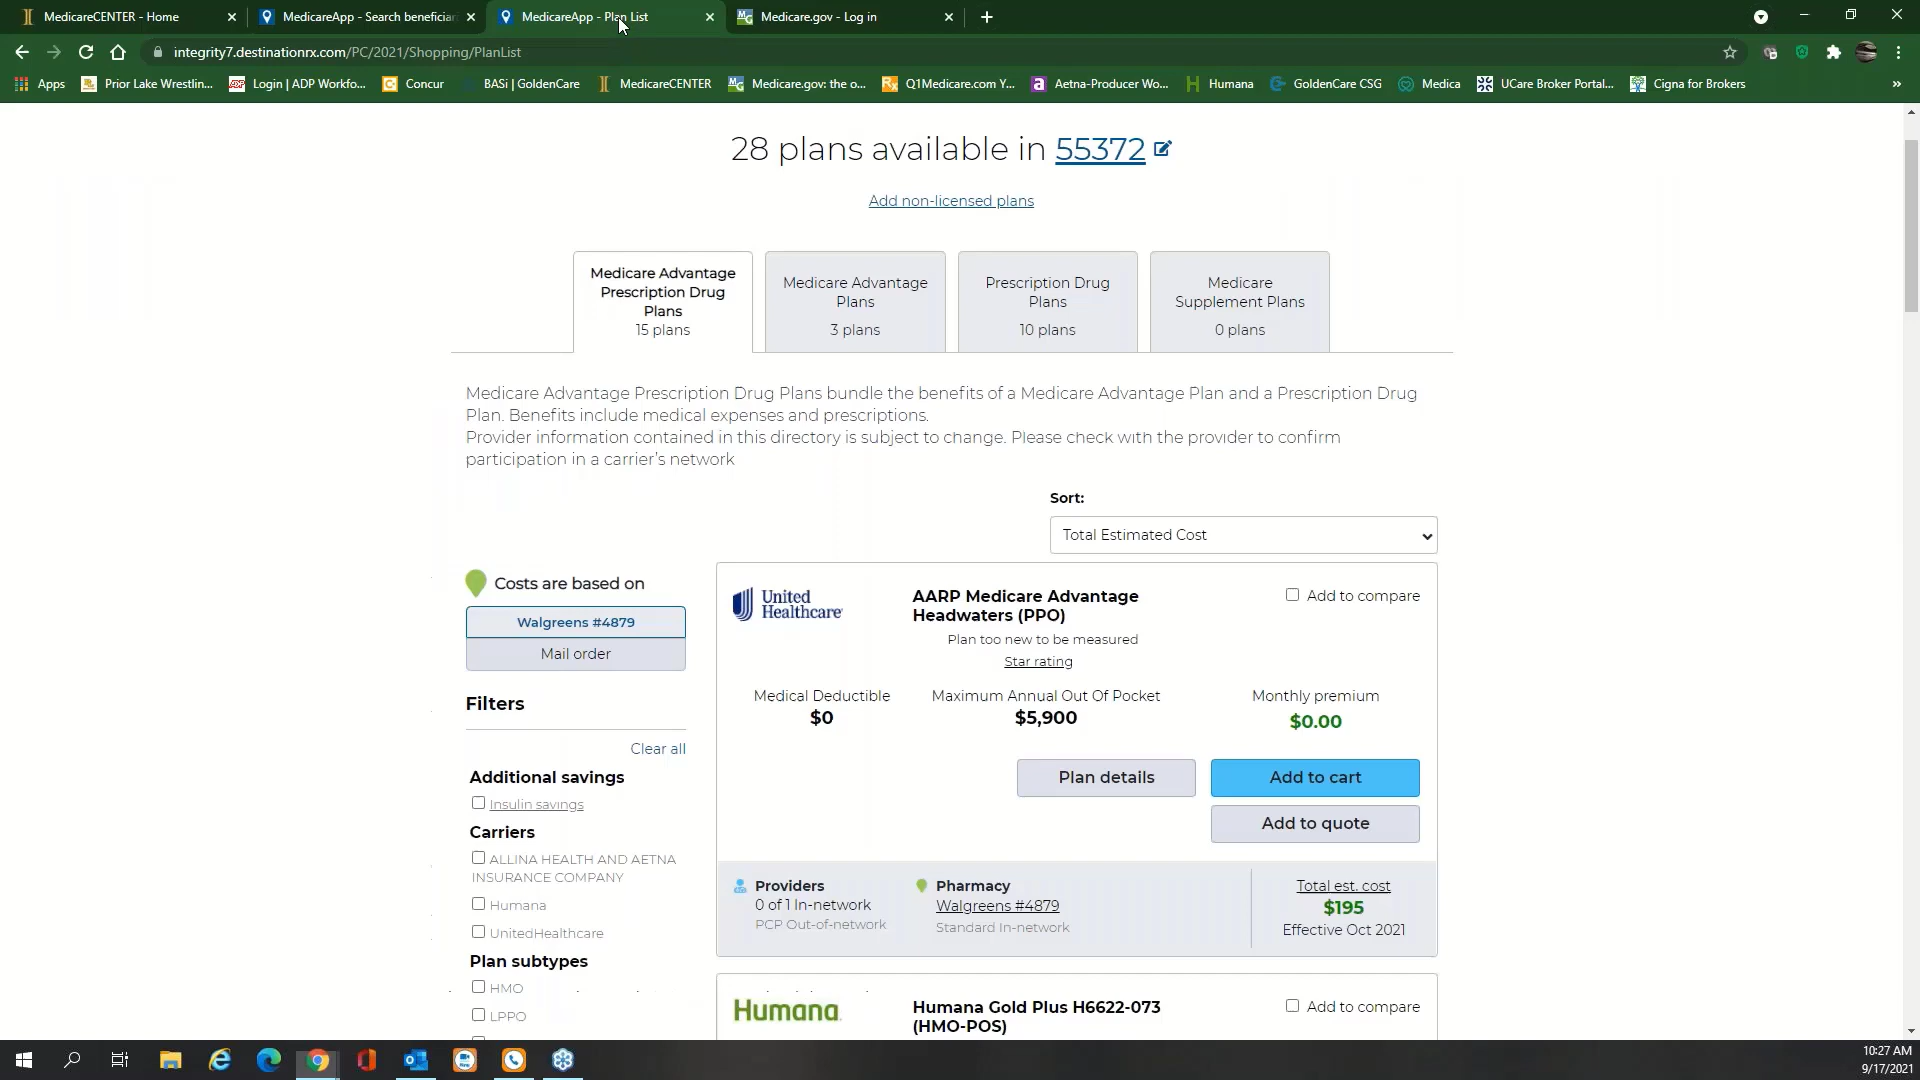 MedicareCENTER - Home
MedicareApp - Search beneficiar
MedicareApp - Plan List
Medicare.gov - Log in
integrity7.destinationrx.com/PC/2021/Shopping/PlanList
Apps
Prior Lake Wrestlin...
Login | ADP Workfo...
Concur
BASi | GoldenCare
MedicareCENTER
Medicare.gov: the o...
Q1Medicare.com Y...
Aetna-Producer Wo...
Humana
GoldenCare CSG
Medica
UCare Broker Portal...
Cigna for Brokers
»
28 plans available in 55372
Add non-licensed plans
Medicare Advantage
Prescription Drug
Plans
15 plans
Medicare Advantage
Plans
3 plans
Prescription Drug
Plans
10 plans
Medicare
Supplement Plans
0 plans
Medicare Advantage Prescription Drug Plans bundle the benefits of a Medicare Advantage Plan and a Prescription Drug
Plan. Benefits include medical expenses and prescriptions.
Provider information contained in this directory is subject to change. Please check with the provider to confirm
participation in a carrier's network
Sort:
Total Estimated Cost
Costs are based on
Walgreens #4879
Mail order
Filters
Clear all
Additional savings
Insulin savings
Carriers
ALLINA HEALTH AND AETNA
INSURANCE COMPANY
Humana
UnitedHealthcare
Plan subtypes
HMO
LPPO
United
Healthcare
AARP Medicare Advantage
Headwaters (PPO)
Add to compare
Plan too new to be measured
Star rating
Medical Deductible
$0
Maximum Annual Out Of Pocket
$5,900
Monthly premium
$0.00
Plan details
Add to cart
Add to quote
Providers
0 of 1 In-network
PCP Out-of-network
Pharmacy
Walgreens #4879
Standard In-network
Total est. cost
$195
Effective Oct 2021
Humana
Humana Gold Plus H6622-073
(HMO-POS)
Add to compare
10:27 AM
9/17/2021